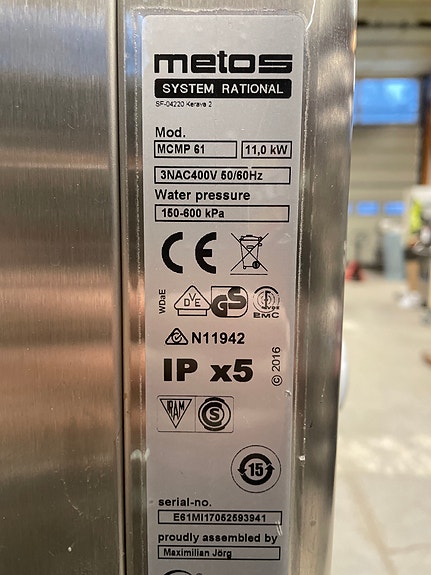 metos
SYSTEM RATIONAL
SF-04220 Kerava 2
Mod.
MCMP 61 11,0 kW
3NAC400V 50/60Hz
Water pressure
150-600 kPa
CE
WDaE DVE GS EMC
N11942
IP x5
© 2016
RAM S
15
serial-no.
E61MI17052593941
proudly assembled by
Maximilian Jörg